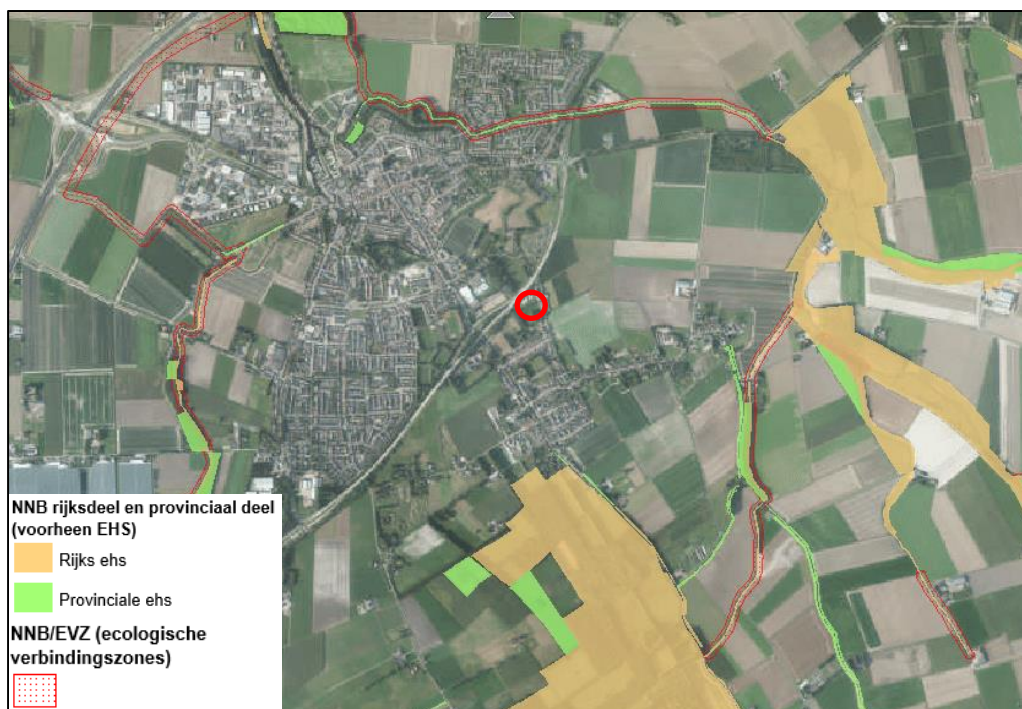 NNB rijksdeel en provinciaal deel
(voorheen EHS)
Rijks ehs
Provinciale ehs
NNB/EVZ (ecologische
verbindingszones)